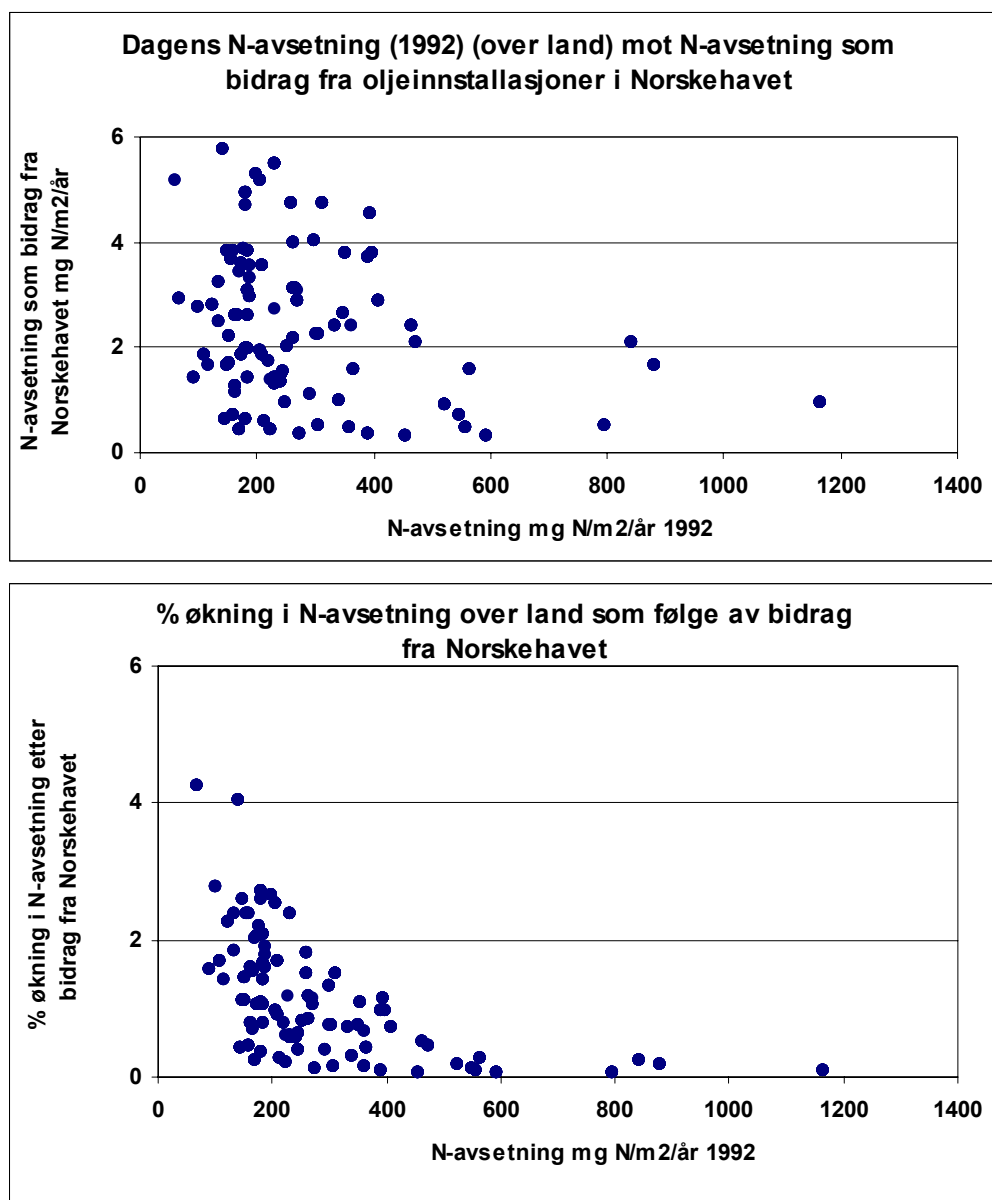 Dagens N-avsetning (1992) (over land) mot N-avsetning som
bidrag fra oljeinnstallasjoner i Norskehavet
N-avsetning som bidrag fra
Norskehavet mg N/m2/år
6
4
2
0
0 200 400 600 800 1000 1200 1400
N-avsetning mg N/m2/år 1992
% økning i N-avsetning over land som følge av bidrag
fra Norskehavet
% økning i N-avsetning etter
bidrag fra Norskehavet
6
4
2
0
0 200 400 600 800 1000 1200 1400
N-avsetning mg N/m2/år 1992